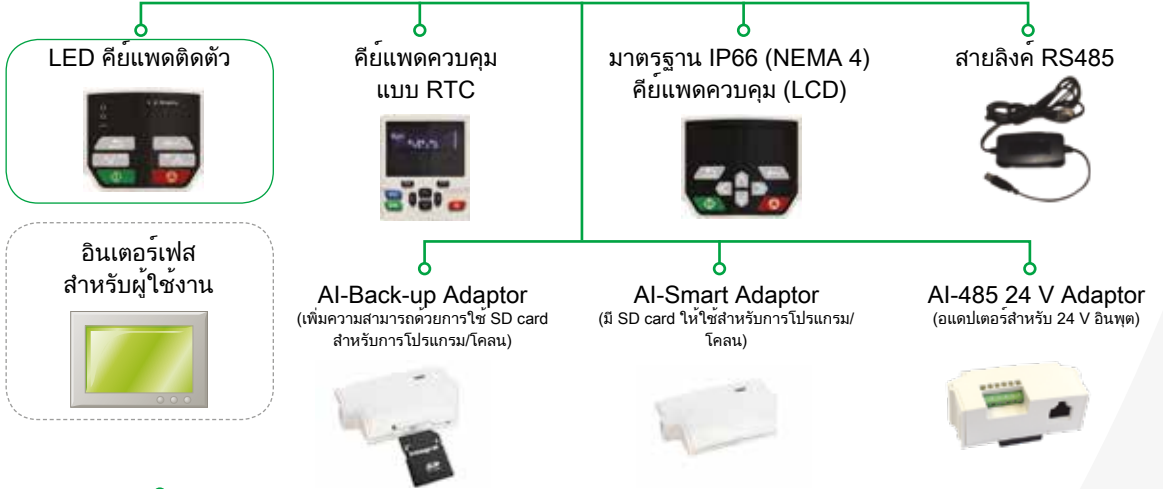 LED คีย์แพดติดตัว
คีย์แพดควบคุม
แบบ RTC
มาตรฐาน IP66 (NEMA 4)
คีย์แพดควบคุม (LCD)
สายลิงค์ RS485
อินเตอร์เฟส
สำหรับผู้ใช้งาน
AI-Back-up Adaptor
(เพิ่มความสามารถด้วยการใช้ SD card
สำหรับการโปรแกรม/โคลน)
AI-Smart Adaptor
(มี SD card ให้ใช้สำหรับการโปรแกรม/
โคลน)
AI-485 24 V Adaptor
(อแดปเตอร์สำหรับ 24 V อินพุต)